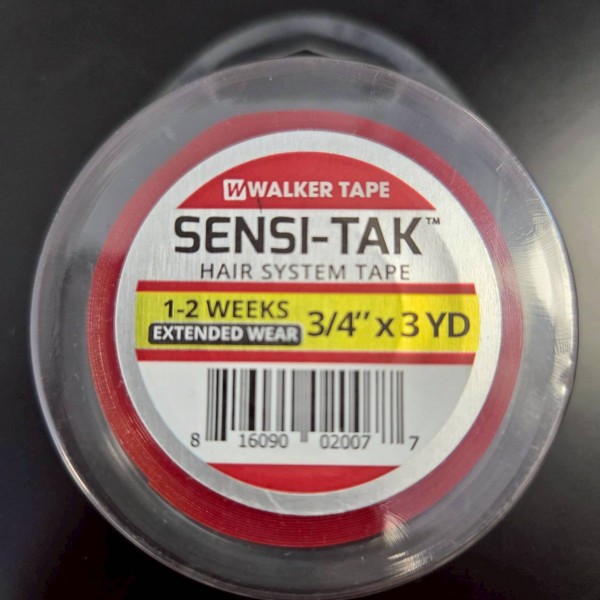 W WALKER TAPE
SENSI-TAK™
HAIR SYSTEM TAPE
1-2 WEEKS
EXTENDED WEAR
3/4" x 3 YD
8 16090 02007 7